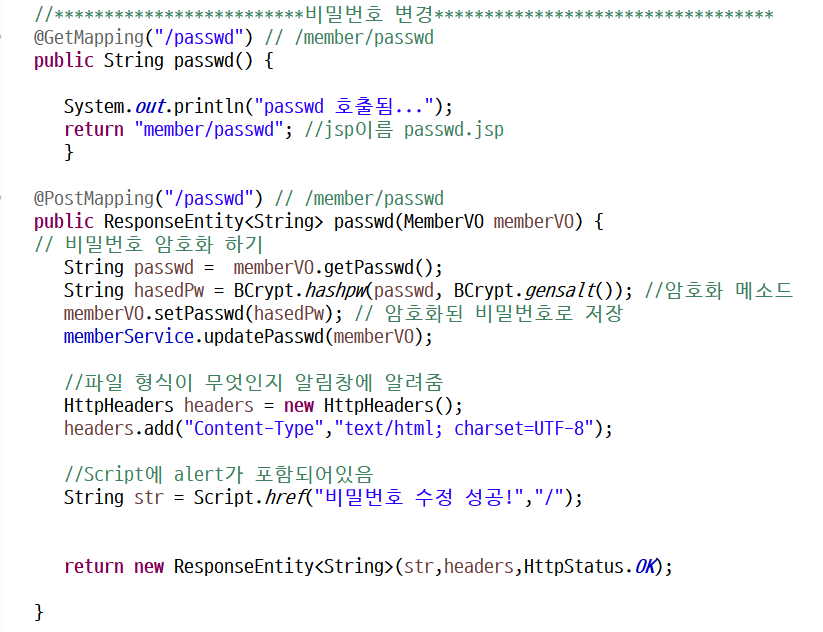 //*************************비밀번호 변경**********************************
@GetMapping("/passwd") // /member/passwd
public String passwd() {
System.out.println("passwd 호출됨...");
return "member/passwd"; //jsp이름 passwd.jsp
}
@PostMapping("/passwd") // /member/passwd
public ResponseEntity<String> passwd(MemberVO memberVO) {
// 비밀번호 암호화 하기
String passwd =  memberVO.getPasswd();
String hasedPw = BCrypt.hashpw(passwd, BCrypt.gensalt()); //암호화 메소드
memberVO.setPasswd(hasedPw); // 암호화된 비밀번호로 저장
memberService.updatePasswd(memberVO);
//파일 형식이 무엇인지 알림창에 알려줌
HttpHeaders headers = new HttpHeaders();
headers.add("Content-Type","text/html; charset=UTF-8");
//Script에 alert가 포함되어있음
String str = Script.href("비밀번호 수정 성공!","/");
return new ResponseEntity<String>(str,headers,HttpStatus.OK);
}